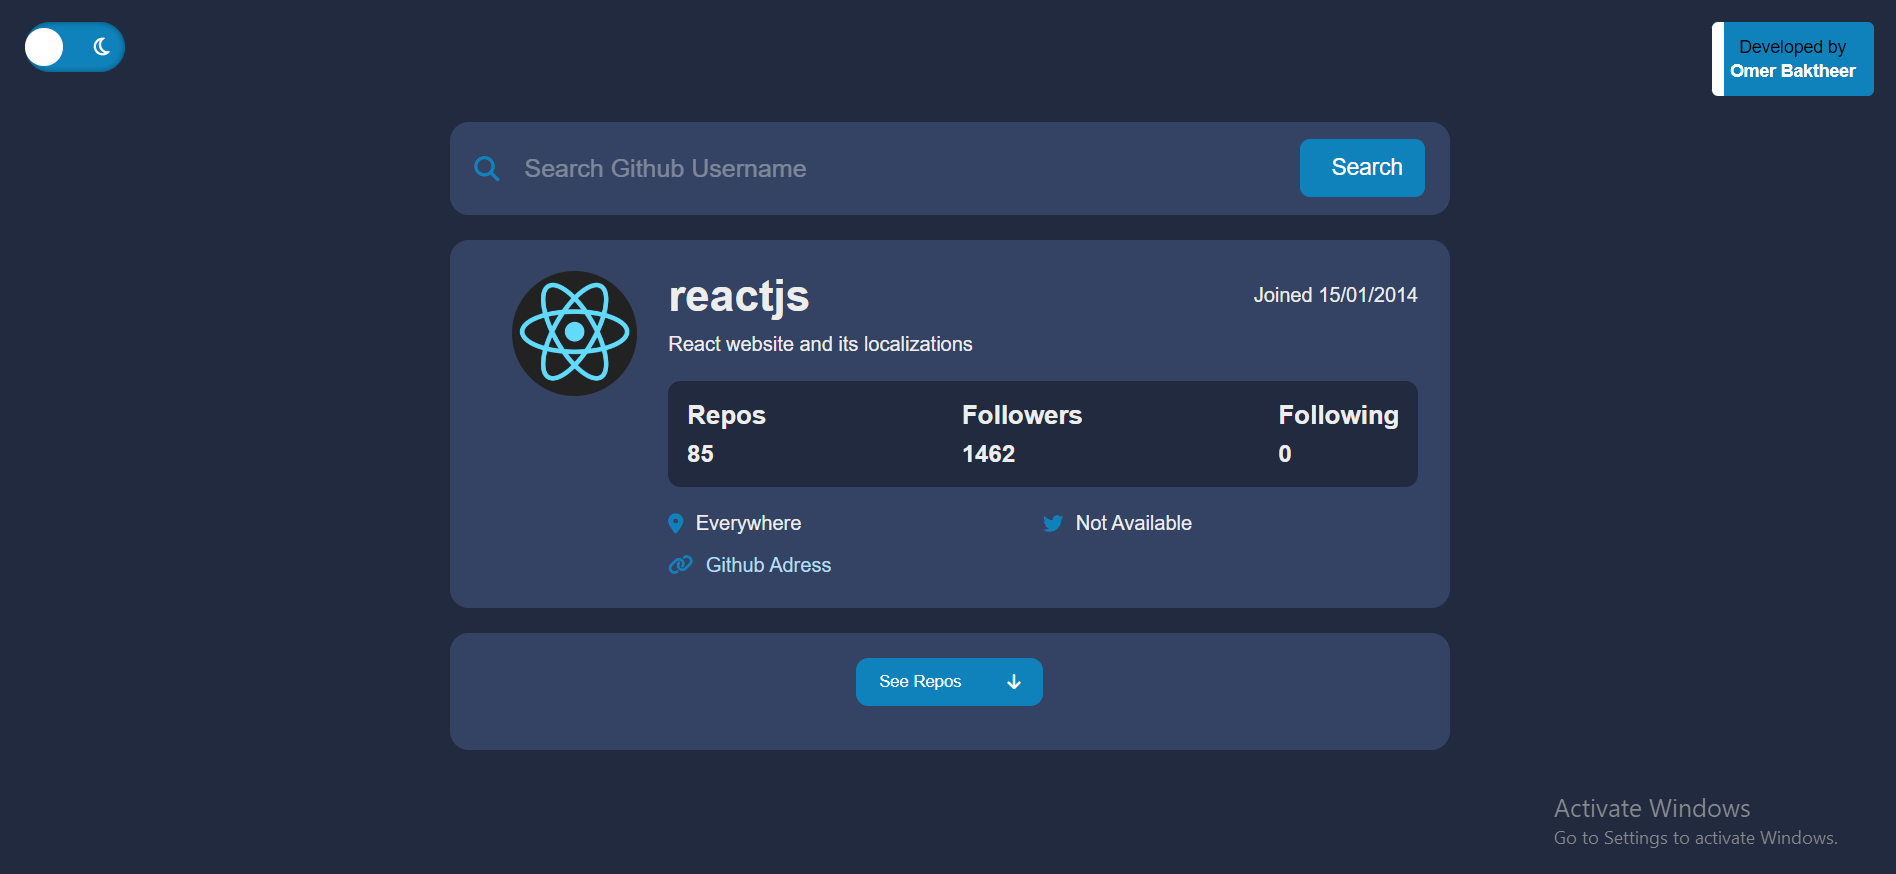 Developed by
Omer Baktheer
Search Github Username
Search
reactjs
Joined 15/01/2014
React website and its localizations
Repos
Followers
Following
85
1462
0
Everywhere
Not Available
Github Adress
See Repos
Activate Windows
Go to Settings to activate Windows.